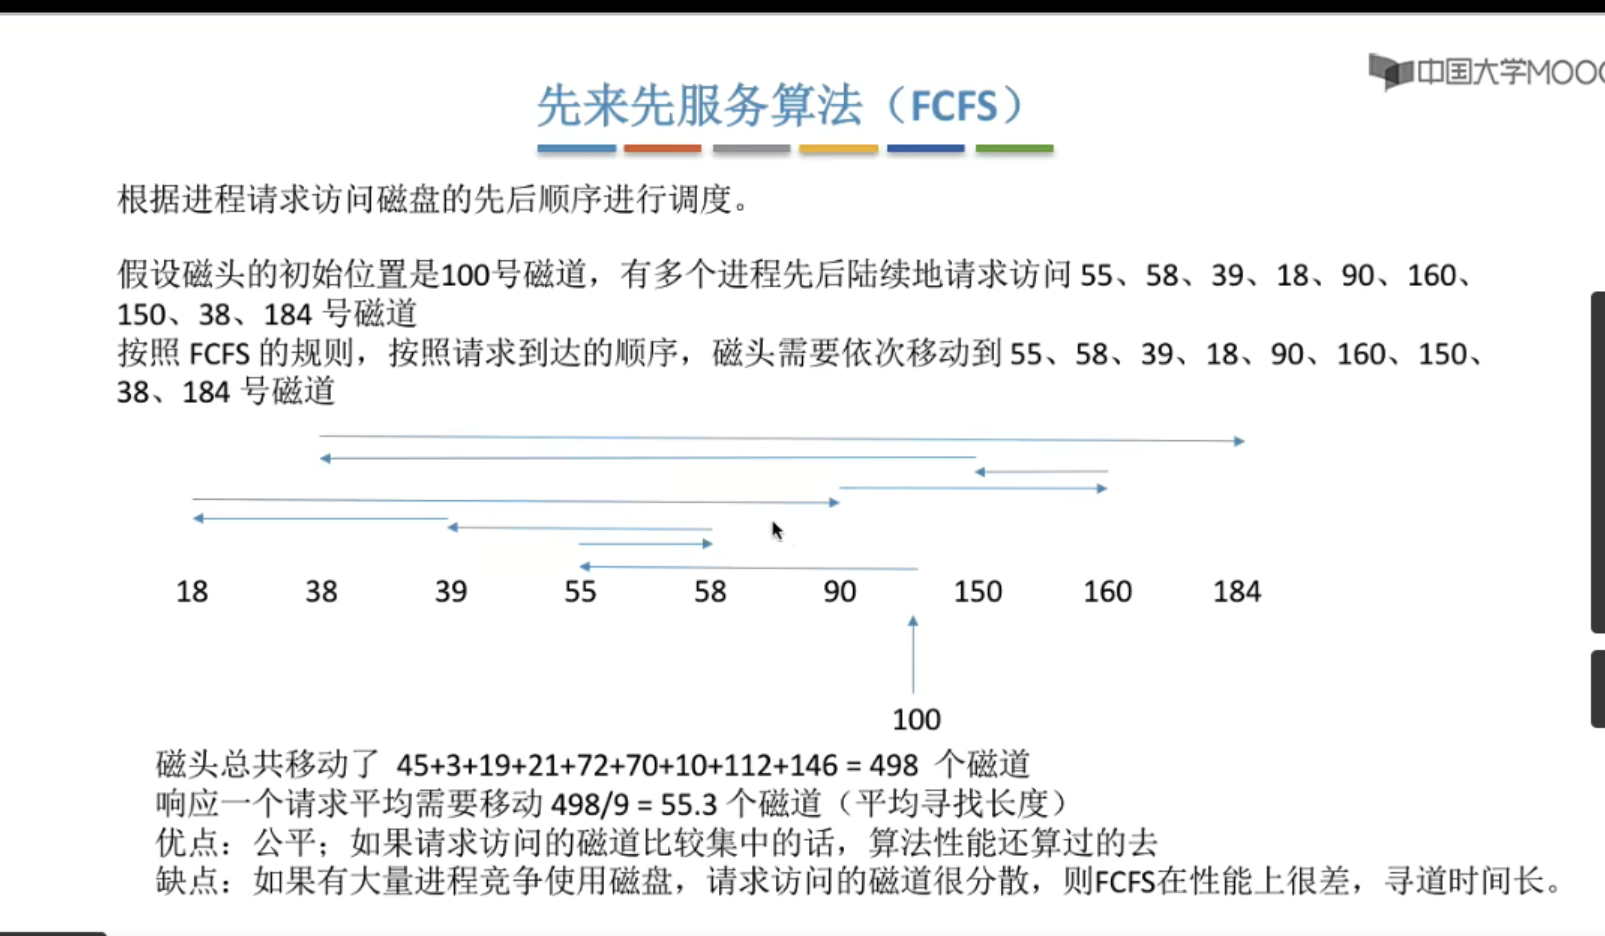 中国大学MOOC
先来先服务算法（FCFS）
根据进程请求访问磁盘的先后顺序进行调度。
假设磁头的初始位置是100号磁道，有多个进程先后陆续地请求访问 55、58、39、18、90、160、
150、38、184 号磁道
按照 FCFS 的规则，按照请求到达的顺序，磁头需要依次移动到 55、58、39、18、90、160、150、
38、184 号磁道
18 38 39 55 58 90 150 160 184
100
磁头总共移动了 45+3+19+21+72+70+10+112+146 = 498 个磁道
响应一个请求平均需要移动 498/9 = 55.3 个磁道（平均寻找长度）
优点：公平；如果请求访问的磁道比较集中的话，算法性能还算过的去
缺点：如果有大量进程竞争使用磁盘，请求访问的磁道很分散，则FCFS在性能上很差，寻道时间长。